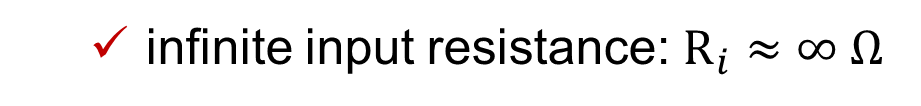 ✓ infinite input resistance: Rᵢ ≈ ∞ Ω